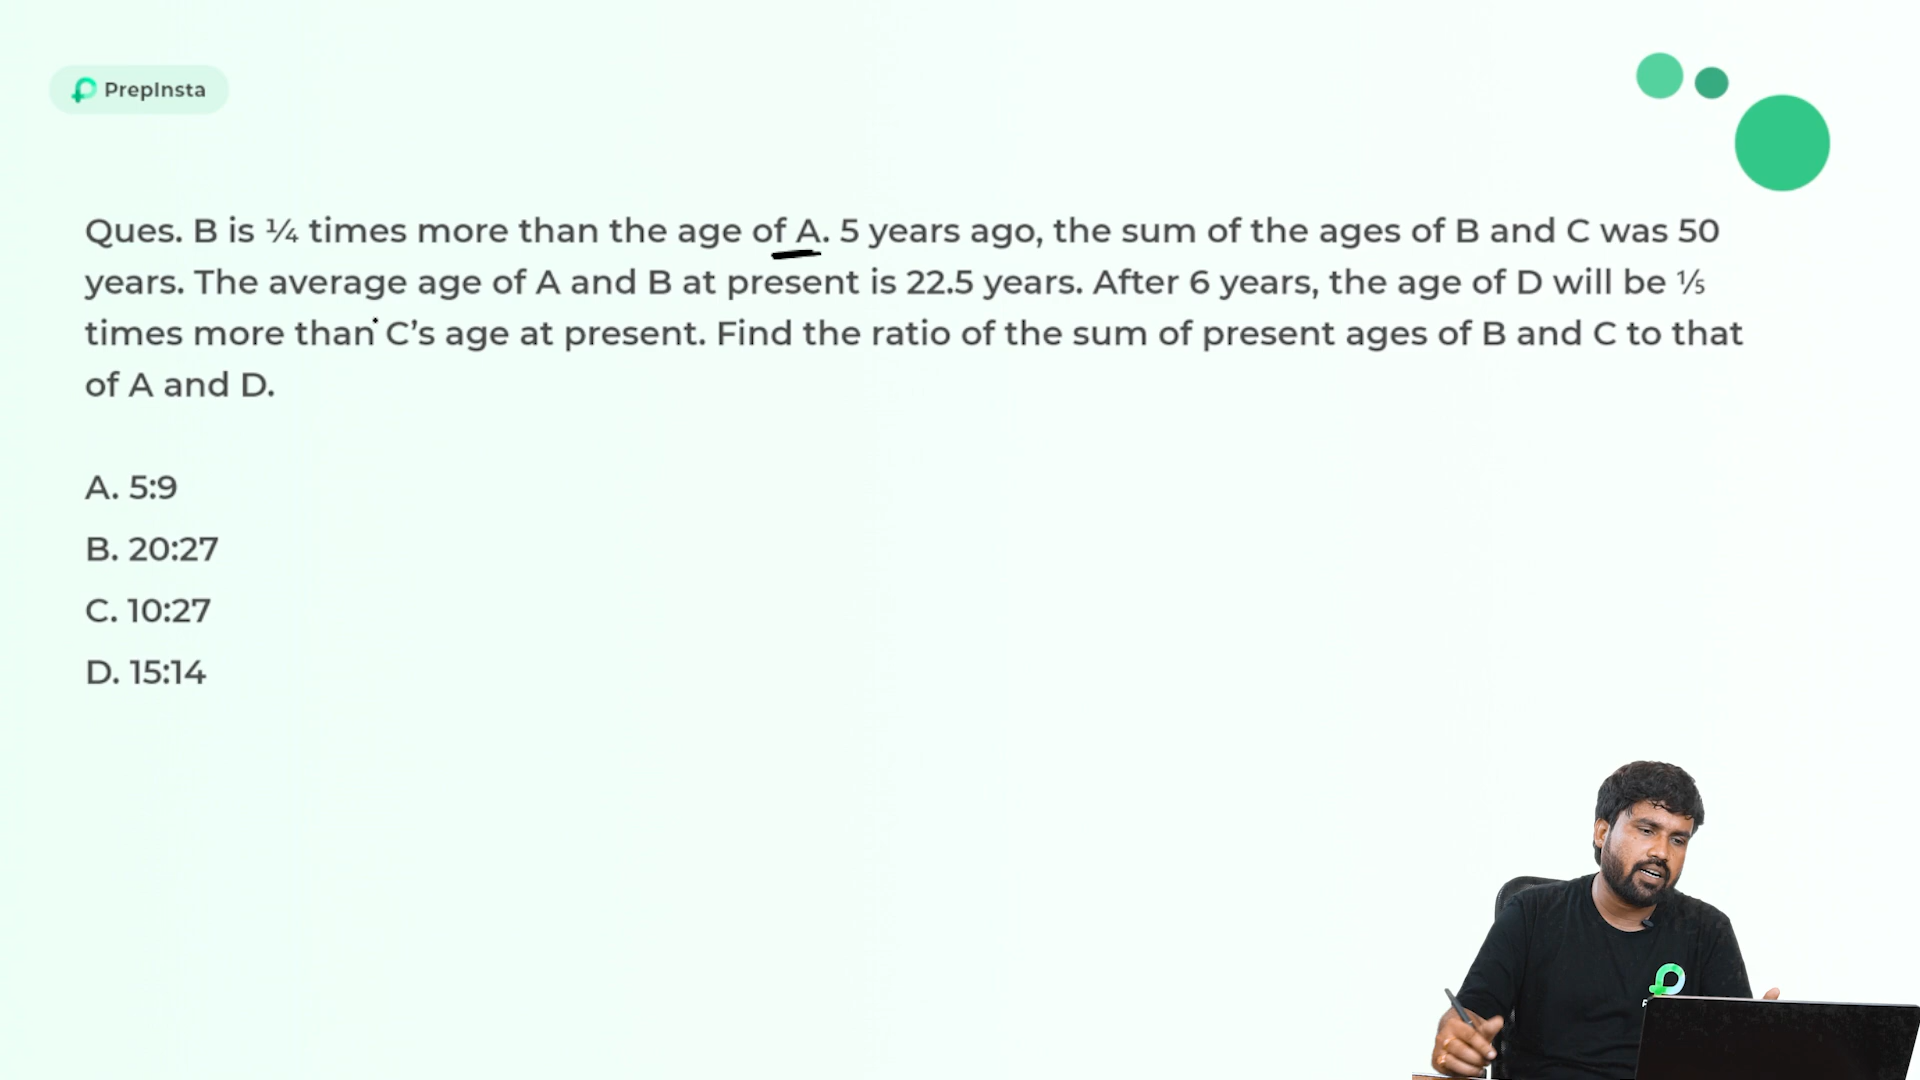 PrepInsta
Ques. B is ¼ times more than the age of A. 5 years ago, the sum of the ages of B and C was 50
years. The average age of A and B at present is 22.5 years. After 6 years, the age of D will be ⅕
times more than C’s age at present. Find the ratio of the sum of present ages of B and C to that
of A and D.
A. 5:9
B. 20:27
C. 10:27
D. 15:14